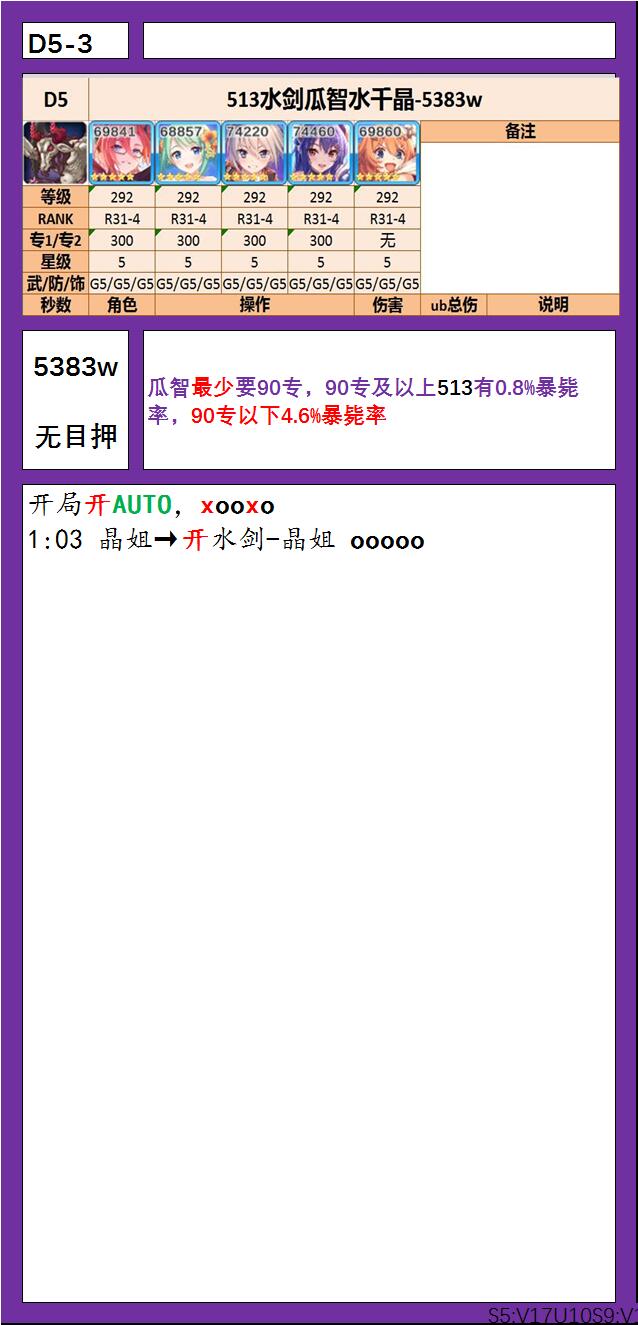 D5-3
D5 513水剑瓜智水千晶-5383w
69841 68857 74220 74460 69860 备注
等级 292 292 292 292 292
RANK R31-4 R31-4 R31-4 R31-4 R31-4
专1/专2 300 300 300 300 无
星级 5 5 5 5 5
武/防/饰 G5/G5/G5 G5/G5/G5 G5/G5/G5 G5/G5/G5 G5/G5/G5
秒数 角色 操作 伤害 ub总伤 说明
5383w
无目押
瓜智最少要90专，90专及以上513有0.8%暴毙
率，90专以下4.6%暴毙率
开局开AUTO，xooxo
1:03 晶姐→开水剑-晶姐 ooooo
S5:V17U10S9:V